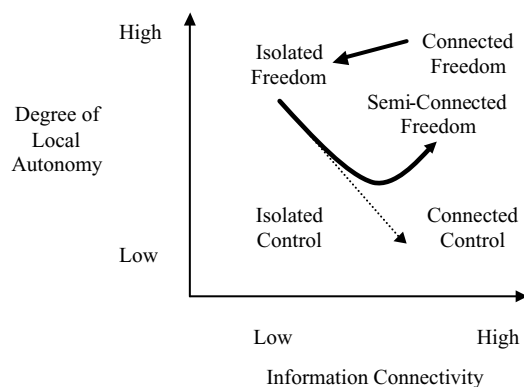 High
Isolated
Freedom
Connected
Freedom
Degree of
Local
Autonomy
Semi-Connected
Freedom
Isolated
Control
Connected
Control
Low
Low
High
Information Connectivity